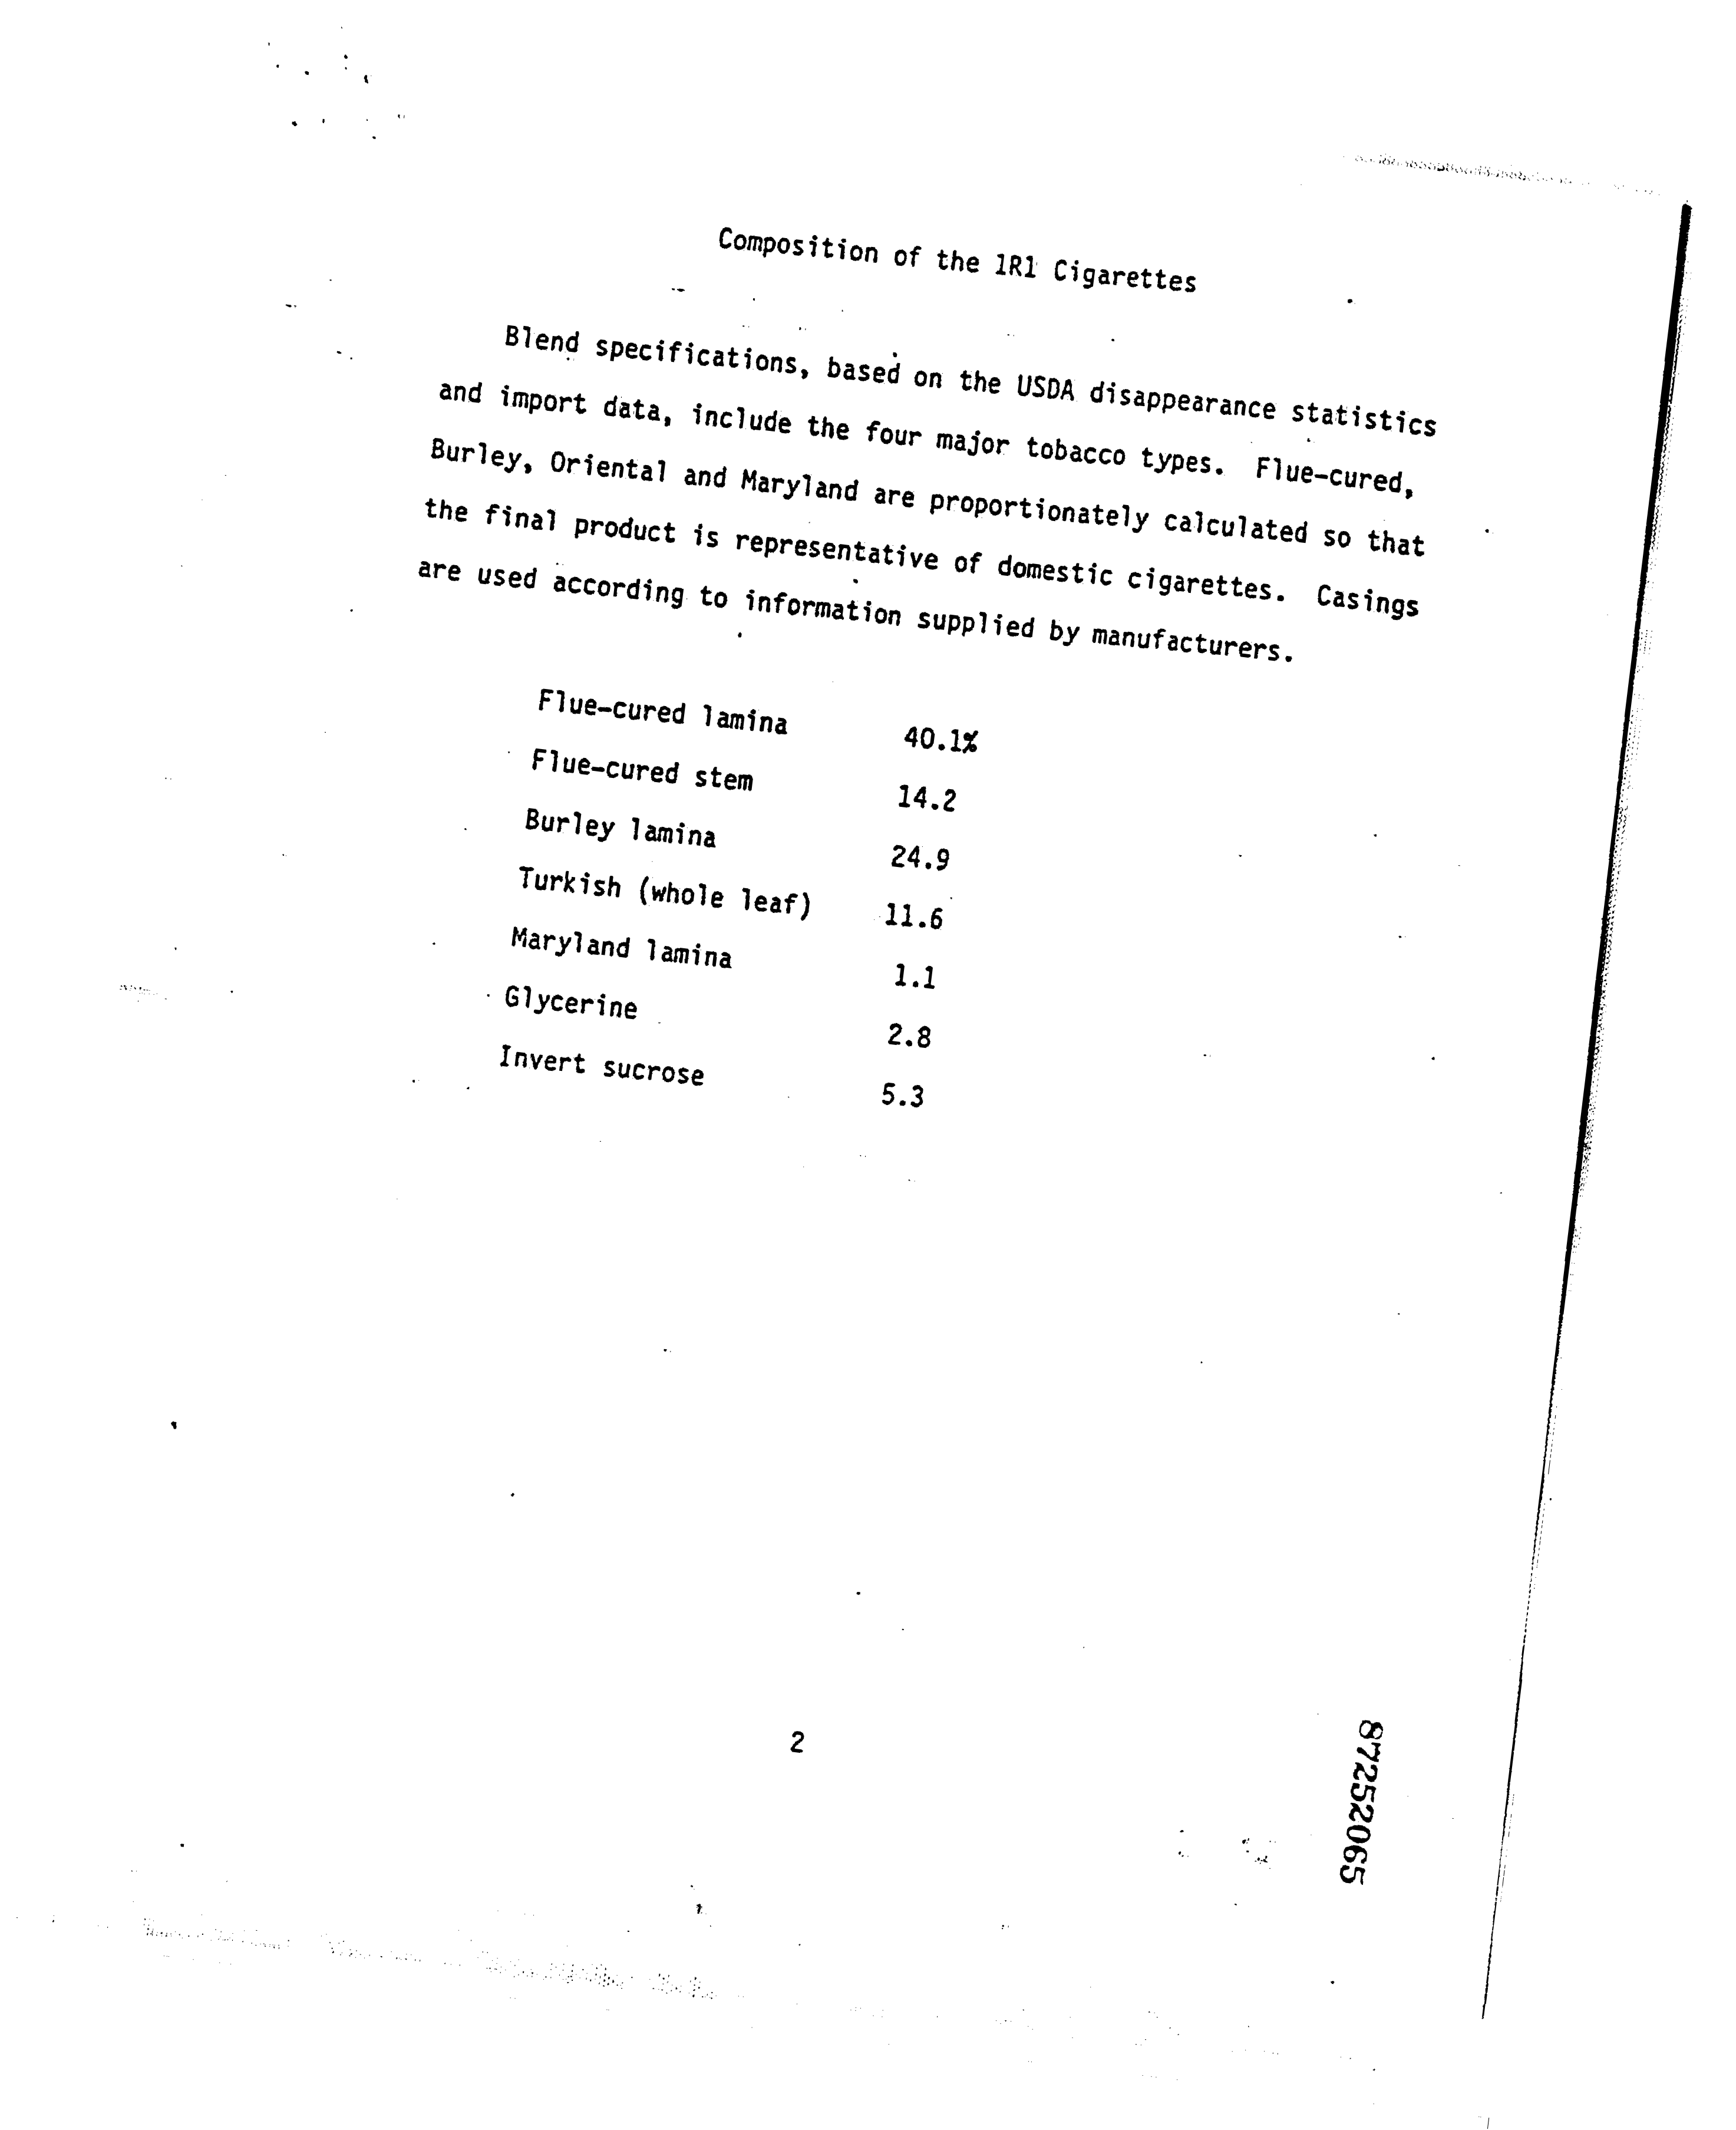 Composition of the 1R1 Cigarettes
Blend specifications, based on the USDA disappearance statistics
and import data, include the four major tobacco types.  Flue-cured,
Burley, Oriental and Maryland are proportionately calculated so that
the final product is representative of domestic cigarettes.  Casings
are used according to information supplied by manufacturers.
Flue-cured lamina 40.1%
Flue-cured stem 14.2
Burley lamina 24.9
Turkish (whole leaf) 11.6
Maryland lamina 1.1
Glycerine 2.8
Invert sucrose 5.3
2
87252065